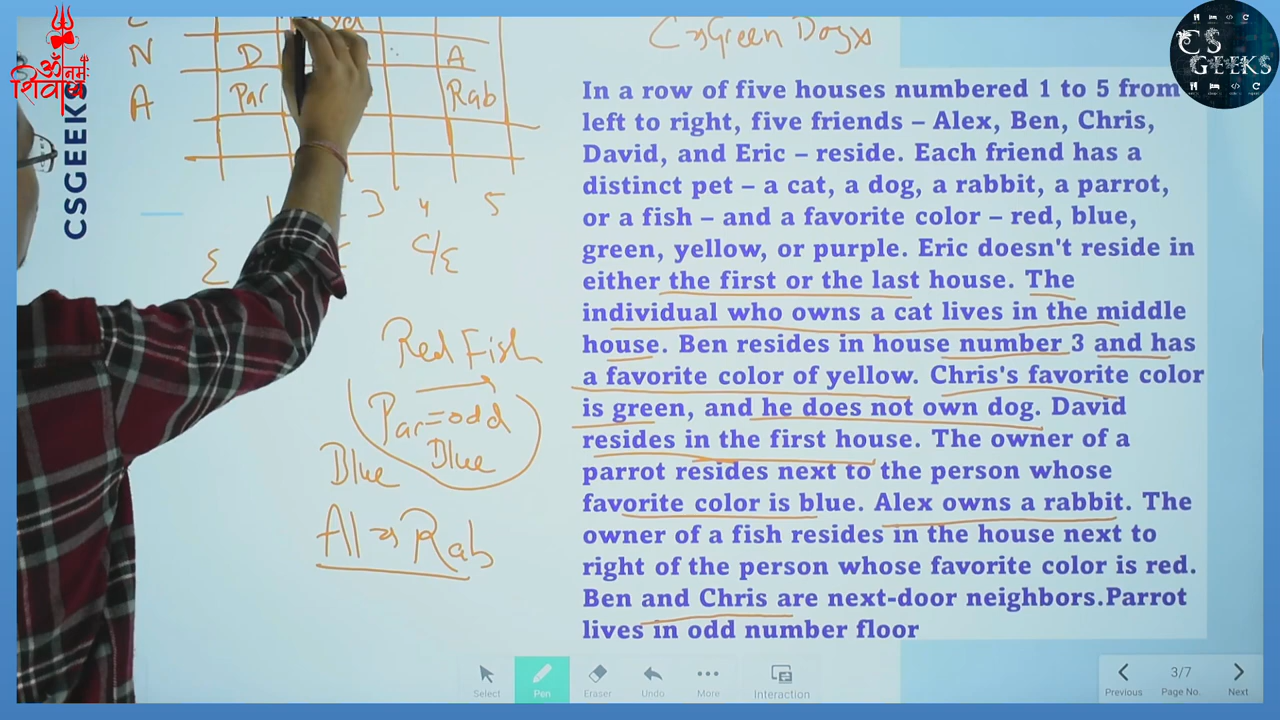 C
N D A
A Par Rab
3 4 5
E C/E
Red Fish
Par = odd
Blue Blue
Al → Rab
C → Green Dog x
ॐ नमः
शिवाय
CSGEEKS
CS
GEEKS
In a row of five houses numbered 1 to 5 from
left to right, five friends – Alex, Ben, Chris,
David, and Eric – reside. Each friend has a
distinct pet – a cat, a dog, a rabbit, a parrot,
or a fish – and a favorite color – red, blue,
green, yellow, or purple. Eric doesn't reside in
either the first or the last house. The
individual who owns a cat lives in the middle
house. Ben resides in house number 3 and has
a favorite color of yellow. Chris's favorite color
is green, and he does not own dog. David
resides in the first house. The owner of a
parrot resides next to the person whose
favorite color is blue. Alex owns a rabbit. The
owner of a fish resides in the house next to
right of the person whose favorite color is red.
Ben and Chris are next-door neighbors.Parrot
lives in odd number floor
Select Pen Eraser Undo More Interaction
Previous 3/7 Page No. Next